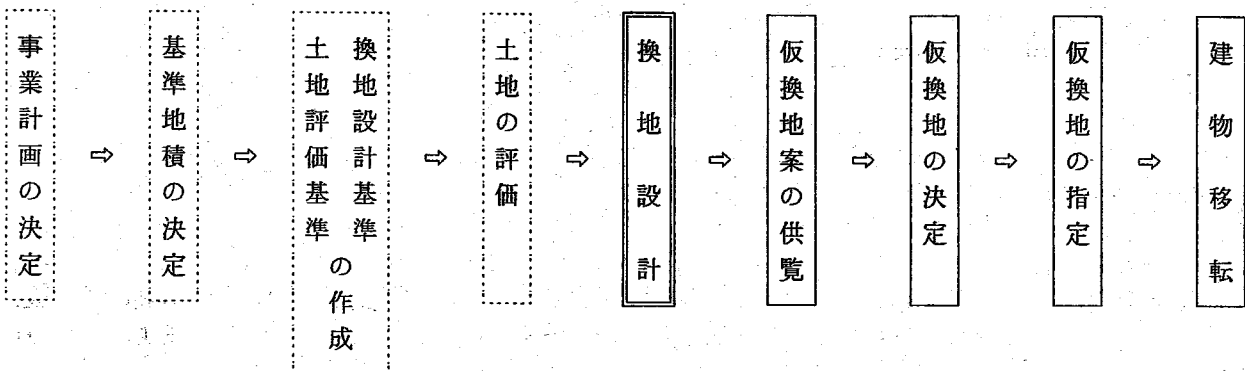 事業計画の決定
⇨
基準地積の決定
⇨
換地設計基準
土地評価基準
の作成
⇨
土地の評価
⇨
換地設計
⇨
仮換地案の供覧
⇨
仮換地の決定
⇨
仮換地の指定
⇨
建物移転